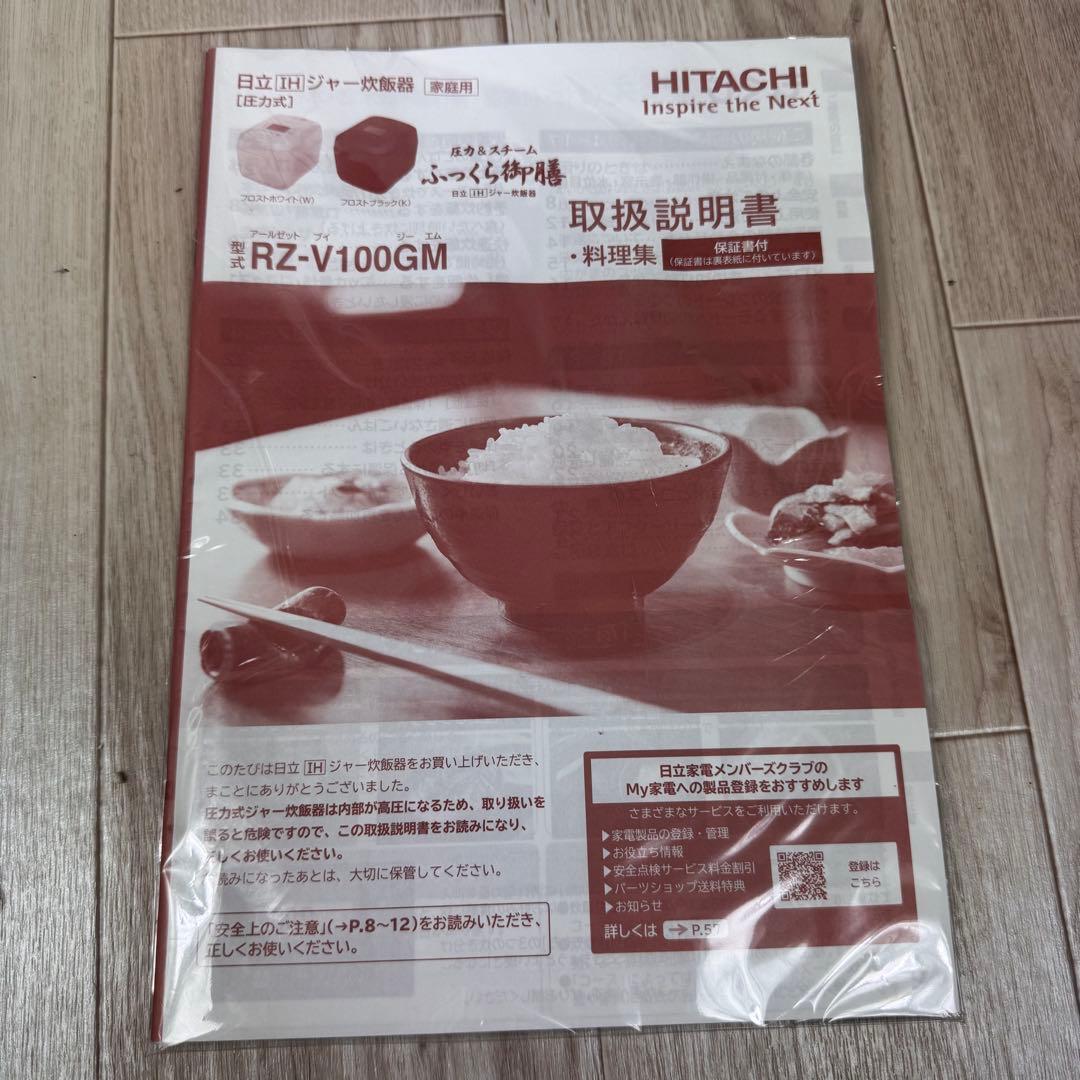 日立 IH ジャー炊飯器 家庭用
[圧力式]
HITACHI
Inspire the Next
圧力&スチーム
ふっくら御膳
日立 IH ジャー炊飯器
フロストホワイト(W)
フロストブラック(K)
取扱説明書
・料理集
保証書付
(保証書は裏表紙に付いています)
アールゼット ブイ ジー エム
型式 RZ-V100GM
このたびは日立 IH ジャー炊飯器をお買い上げいただき、
まことにありがとうございました。
圧力式ジャー炊飯器は内部が高圧になるため、取り扱いを
誤ると危険ですので、この取扱説明書をお読みになり、
正しくお使いください。
お読みになったあとは、大切に保管してください。
「安全上のご注意」(→P.8~12)をお読みいただき、
正しくお使いください。
日立家電メンバーズクラブの
My家電への製品登録をおすすめします
さまざまなサービスをご利用いただけます。
▶家電製品の登録・管理
▶お役立ち情報
▶安全点検サービス料金割引
▶パーツショップ送料特典
▶お知らせ
登録は
こちら
詳しくは → P.57